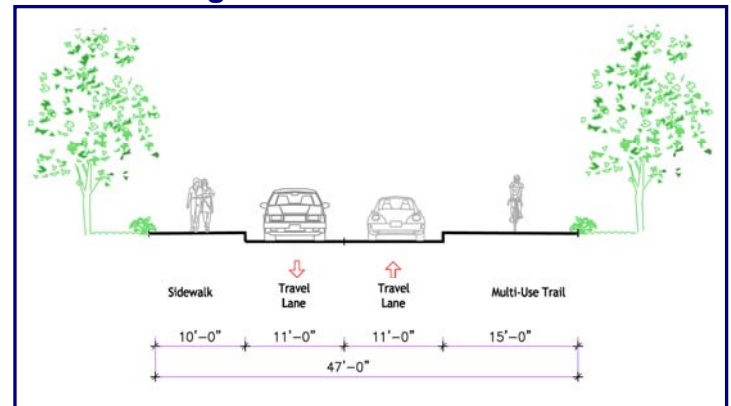 Sidewalk
Travel
Lane
Travel
Lane
Multi-Use Trail
10'-0"
11'-0"
11'-0"
15'-0"
47'-0"